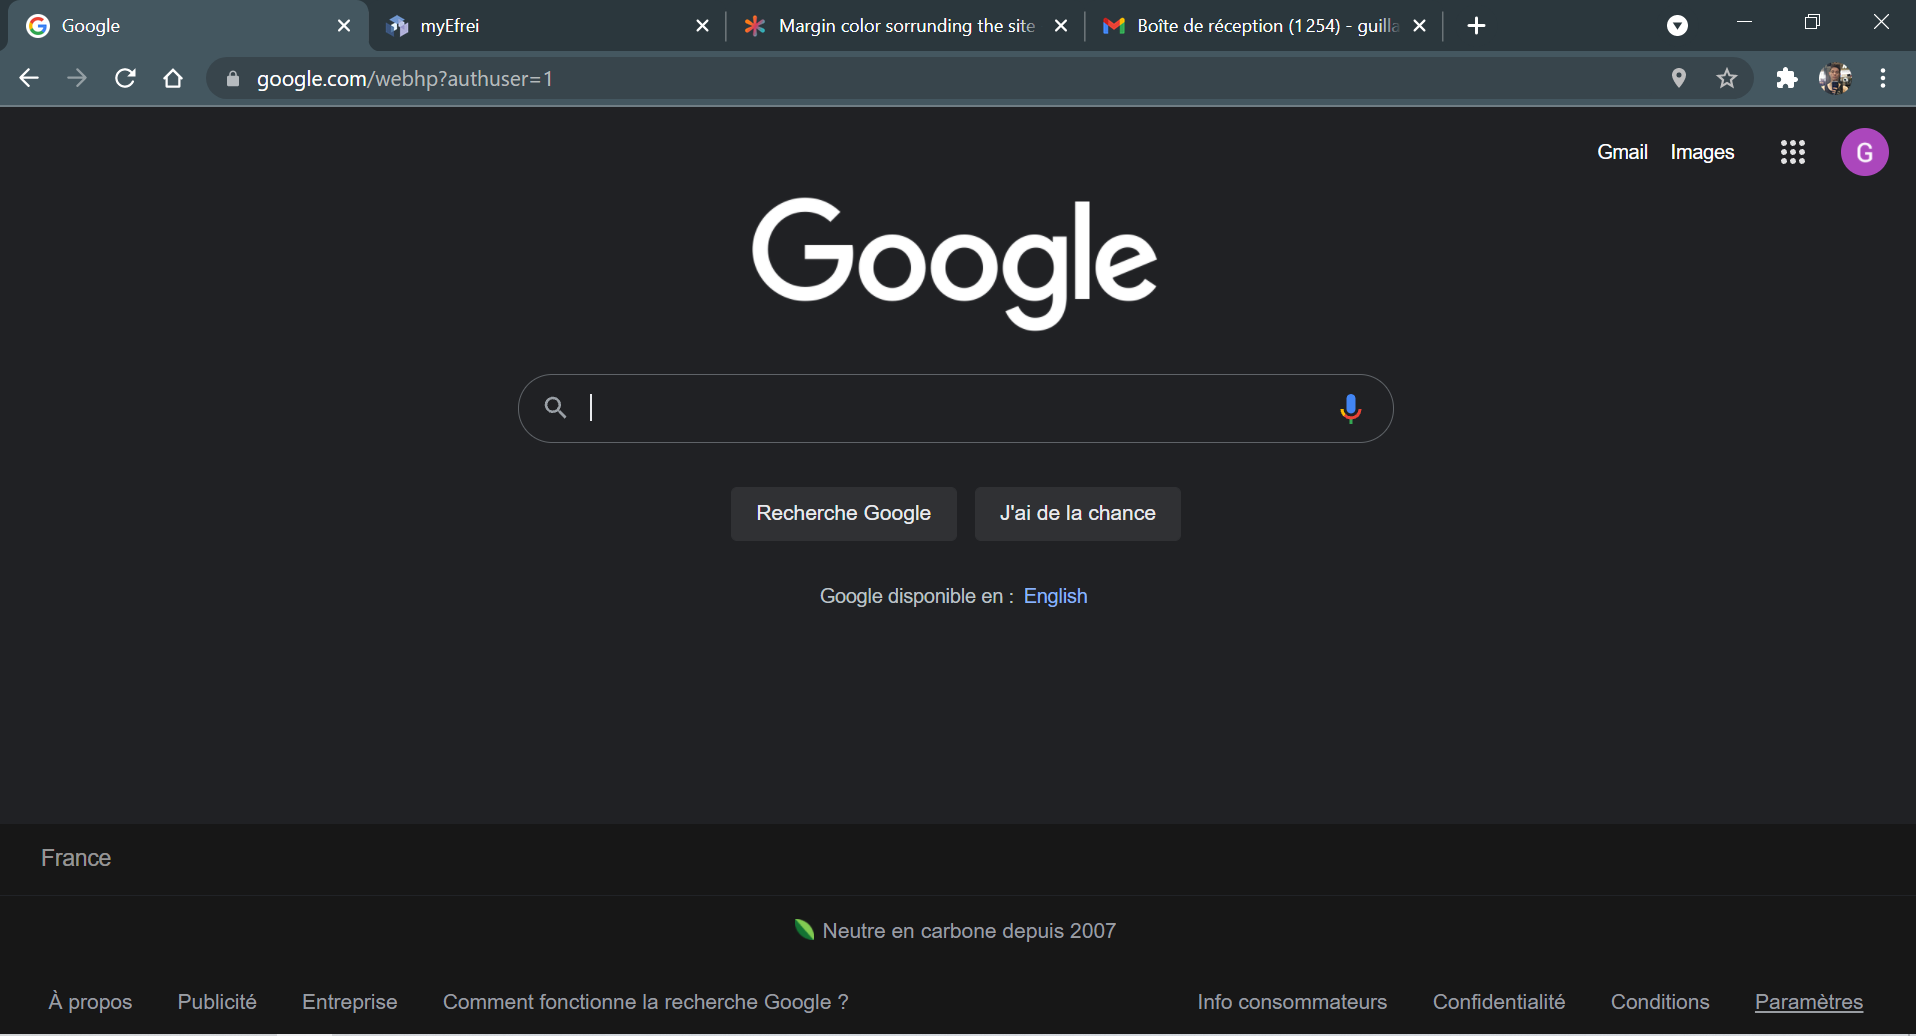 Google
myEfrei
Margin color sorrunding the site
Boîte de réception (1 254) - guilla
google.com/webhp?authuser=1
Gmail Images
G
Google
Recherche Google J'ai de la chance
Google disponible en : English
France
Neutre en carbone depuis 2007
À propos Publicité Entreprise Comment fonctionne la recherche Google ? Info consommateurs Confidentialité Conditions Paramètres